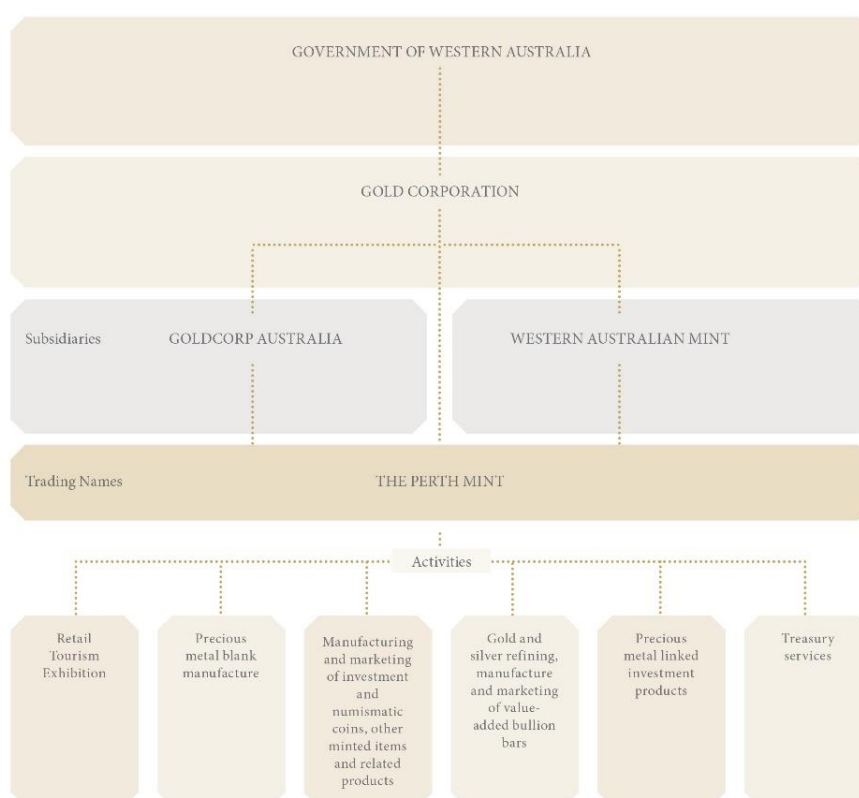 GOVERNMENT OF WESTERN AUSTRALIA
GOLD CORPORATION
Subsidiaries
GOLDCORP AUSTRALIA
WESTERN AUSTRALIAN MINT
Trading Names
THE PERTH MINT
Activities
Retail
Tourism
Exhibition
Precious
metal blank
manufacture
Manufacturing
and marketing
of investment
and
numismatic
coins, other
minted items
and related
products
Gold and
silver refining,
manufacture
and marketing
of value-
added bullion
bars
Precious
metal linked
investment
products
Treasury
services